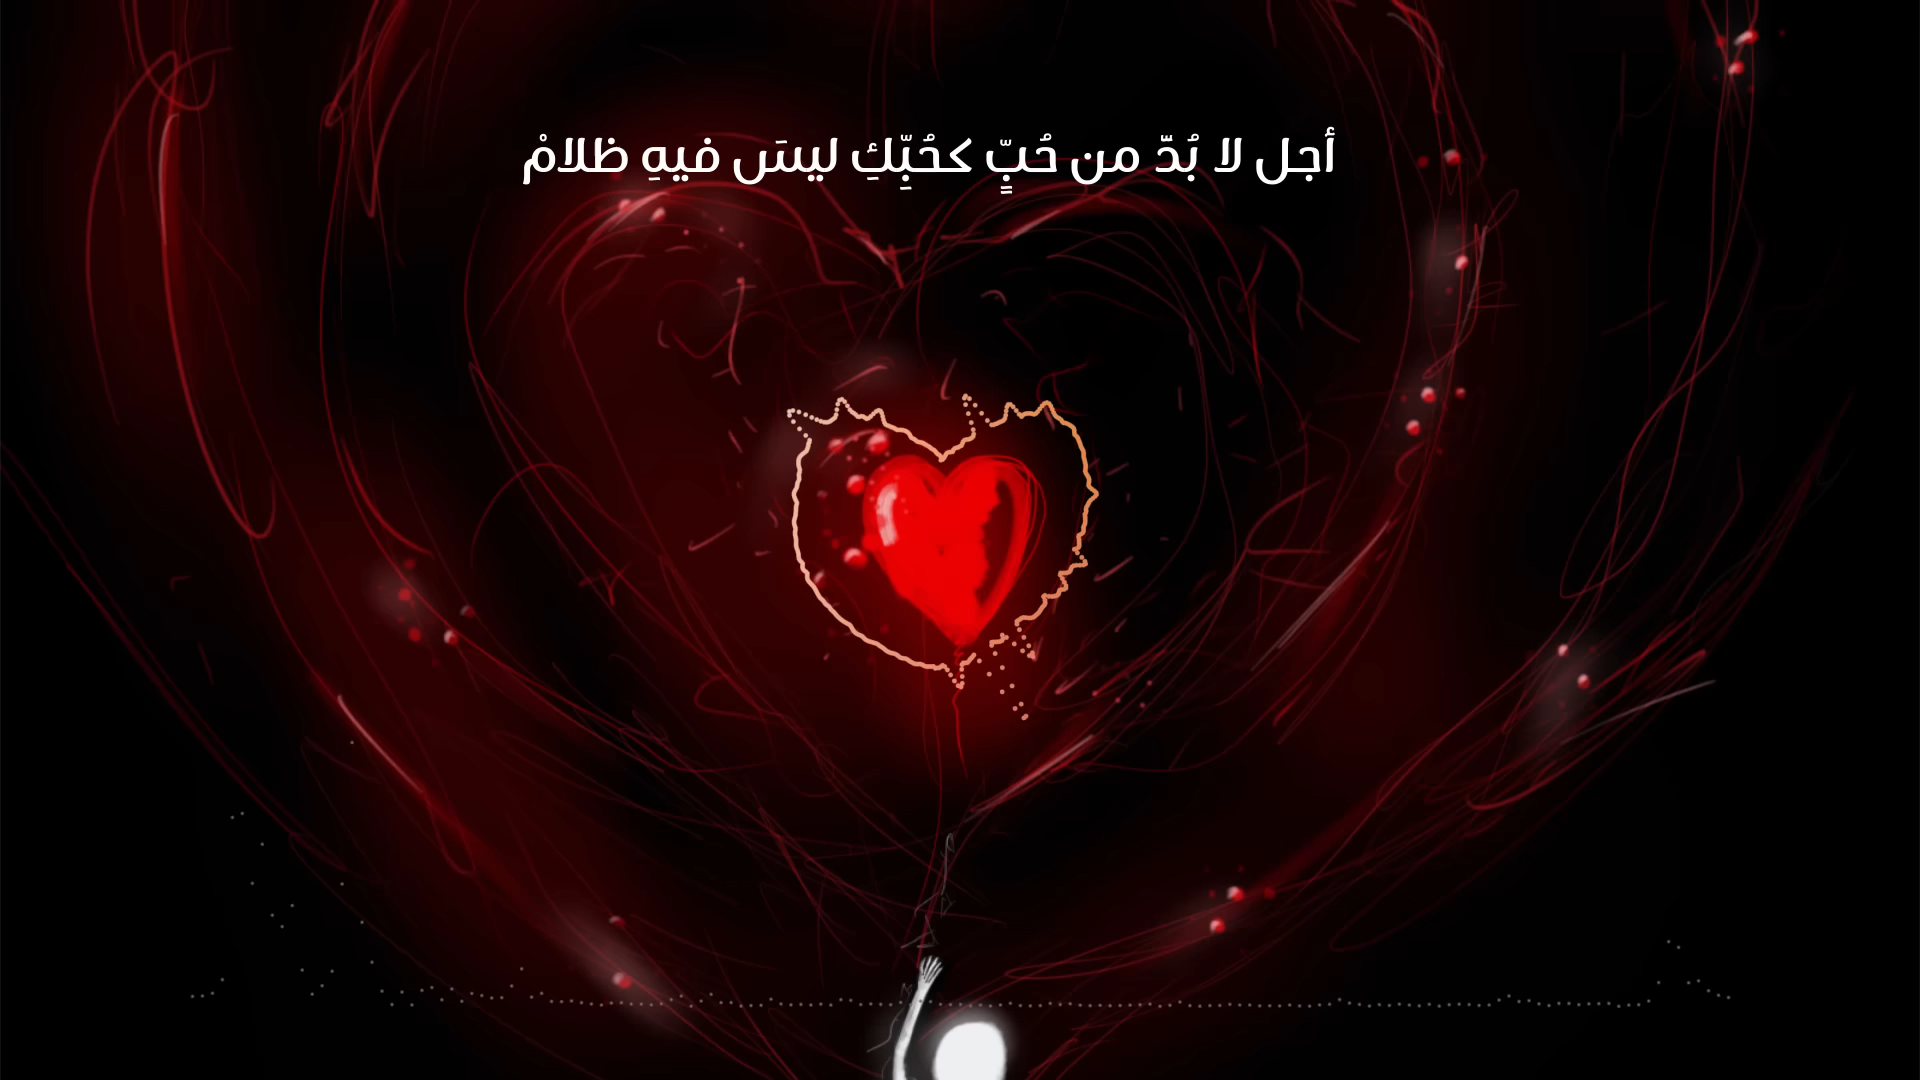 أجل لا بُدّ من حُبٍّ كحُبِّكِ ليسَ فيهِ ظلامْ